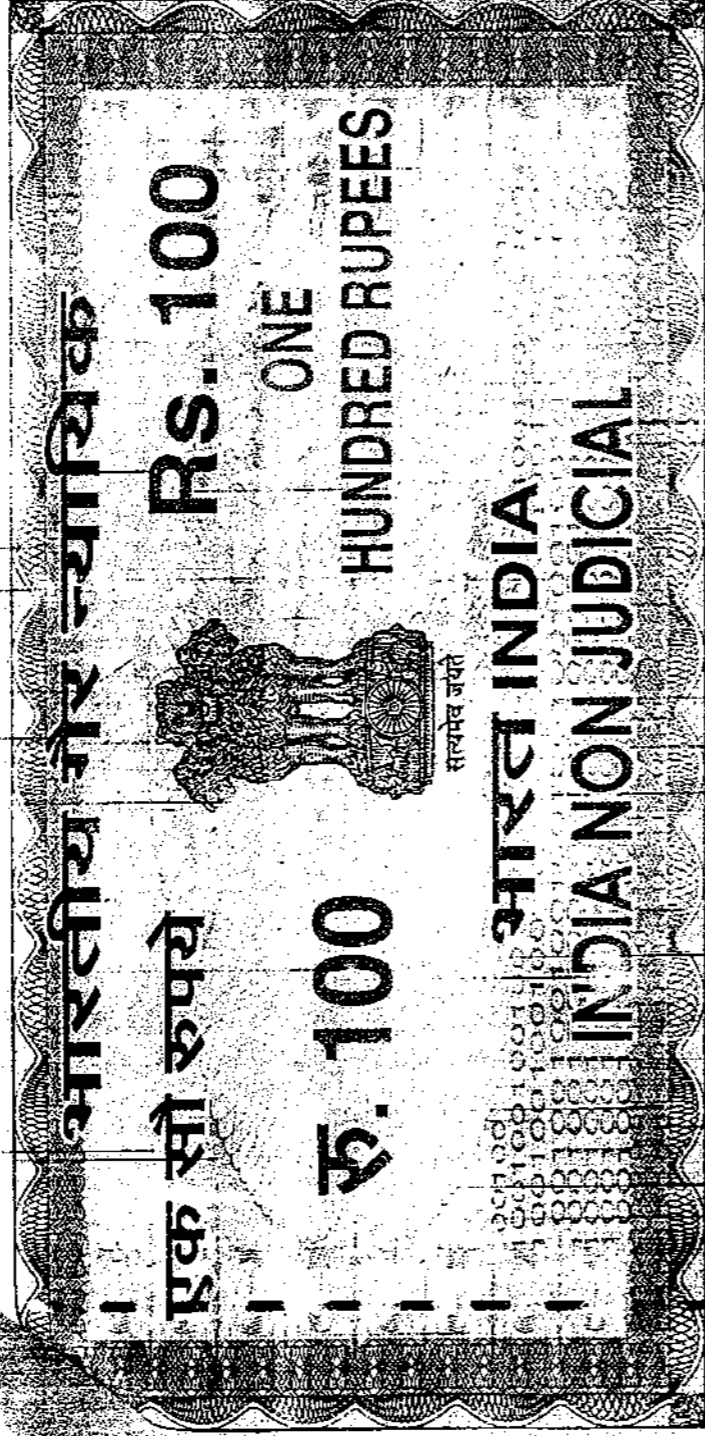 भारतीय गैर न्यायिक
एक सौ रुपये
Rs. 100
रु. 100
ONE
HUNDRED RUPEES
सत्यमेव जयते
भारत INDIA
INDIA NON JUDICIAL